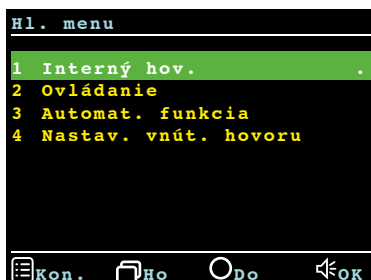 Hl. menu
1 Interný hov. .
2 Ovládanie
3 Automat. funkcia
4 Nastav. vnút. hovoru
Kon. Ho Do OK